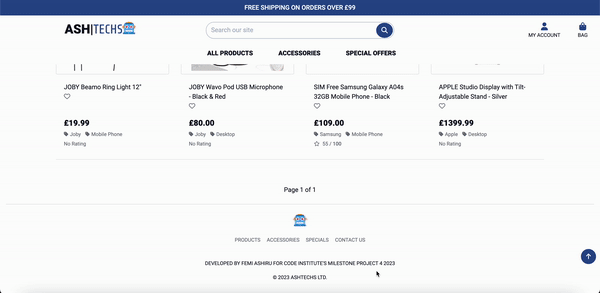 FREE SHIPPING ON ORDERS OVER £99
ASH|TECHS
Search our site
MY ACCOUNT
BAG
ALL PRODUCTS
ACCESSORIES
SPECIAL OFFERS
JOBY Beamo Ring Light 12"
£19.99
Joby Mobile Phone
No Rating
JOBY Wavo Pod USB Microphone
- Black & Red
£80.00
Joby Desktop
No Rating
SIM Free Samsung Galaxy A04s
32GB Mobile Phone - Black
£109.00
Samsung Mobile Phone
55 / 100
APPLE Studio Display with Tilt-
Adjustable Stand - Silver
£1399.99
Apple Desktop
No Rating
Page 1 of 1
PRODUCTS ACCESSORIES SPECIALS CONTACT US
DEVELOPED BY FEMI ASHIRU FOR CODE INSTITUTE'S MILESTONE PROJECT 4 2023
© 2023 ASHTECHS LTD.